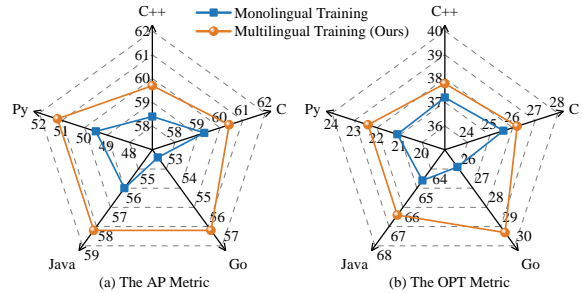 C++ C++
Monolingual Training
Multilingual Training (Ours)
62 61 60 59 58
62 61 60 59 58
C
57 56 55 54 53
Go
59 58 57 56 55
Java
52 51 50 49 48
Py
40 39 38 37 36
28 27 26 25 24
C
30 29 28 27 26
Go
68 67 66 65 64
Java
24 23 22 21 20
Py
(a) The AP Metric (b) The OPT Metric